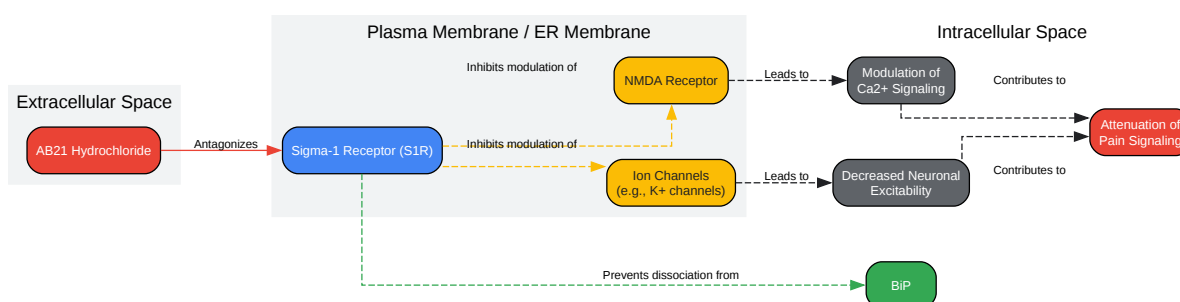 Plasma Membrane / ER Membrane
Intracellular Space
Extracellular Space
Inhibits modulation of
NMDA Receptor
Leads to
Modulation of
Ca2+ Signaling
Contributes to
AB21 Hydrochloride
Antagonizes
Sigma-1 Receptor (S1R)
Inhibits modulation of
Attenuation of
Pain Signaling
Ion Channels
(e.g., K+ channels)
Leads to
Decreased Neuronal
Excitability
Contributes to
Prevents dissociation from
BiP